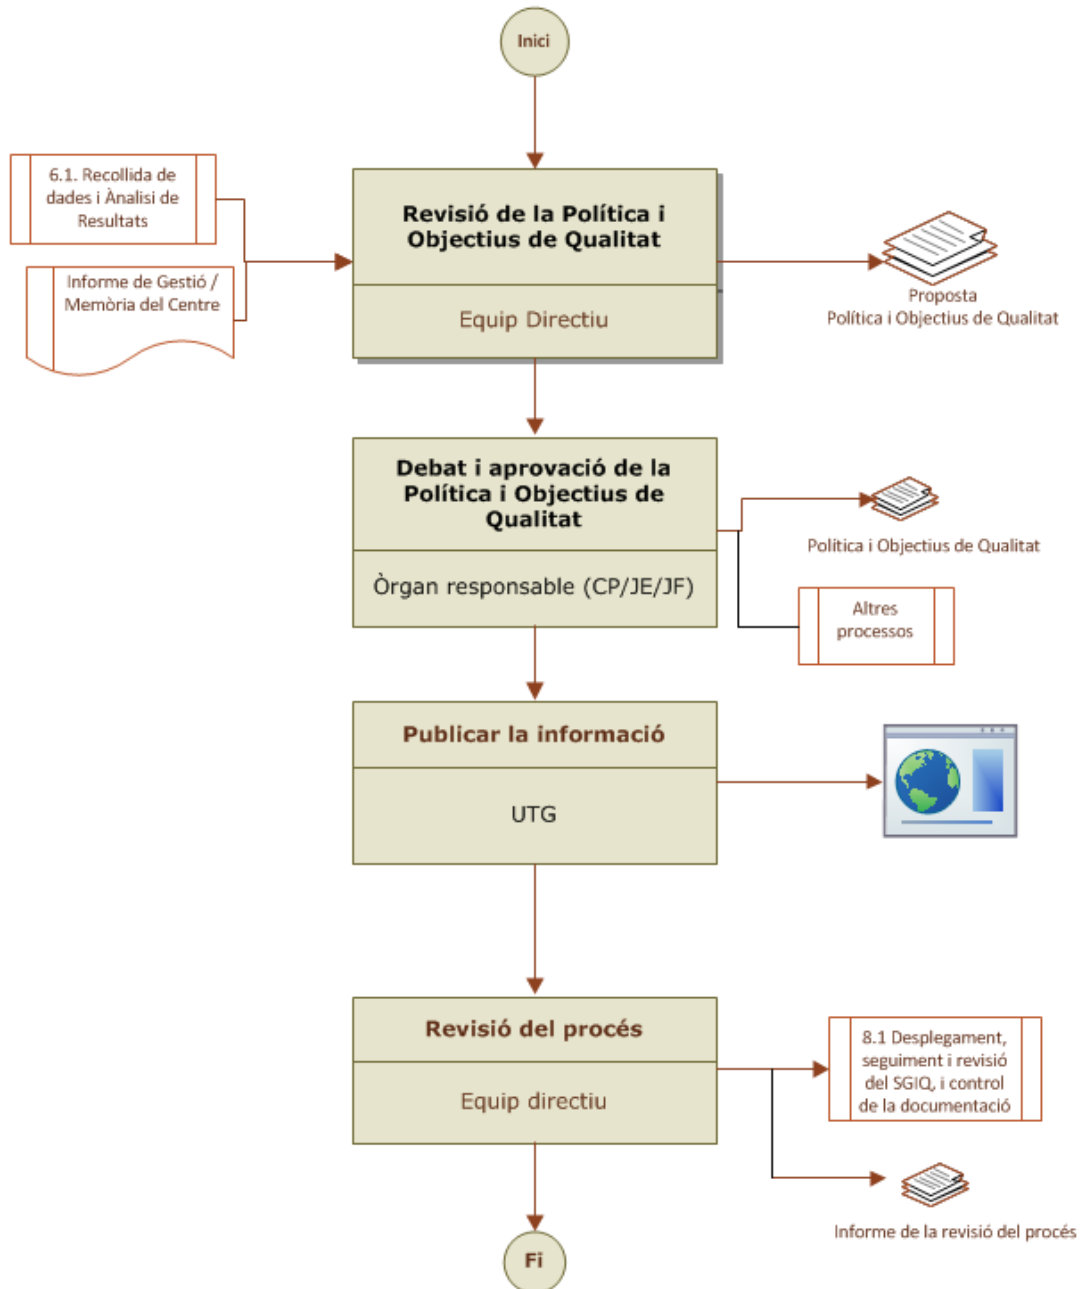 Inici
6.1. Recollida de
dades i Ànalisi de
Resultats
Informe de Gestió /
Memòria del Centre
Revisió de la Política i
Objectius de Qualitat
Equip Directiu
Proposta
Política i Objectius de Qualitat
Debat i aprovació de la
Política i Objectius de
Qualitat
Òrgan responsable (CP/JE/JF)
Política i Objectius de Qualitat
Altres
processos
Publicar la informació
UTG
Revisió del procés
Equip directiu
8.1 Desplegament,
seguiment i revisió
del SGIQ, i control
de la documentació
Informe de la revisió del procés
Fi